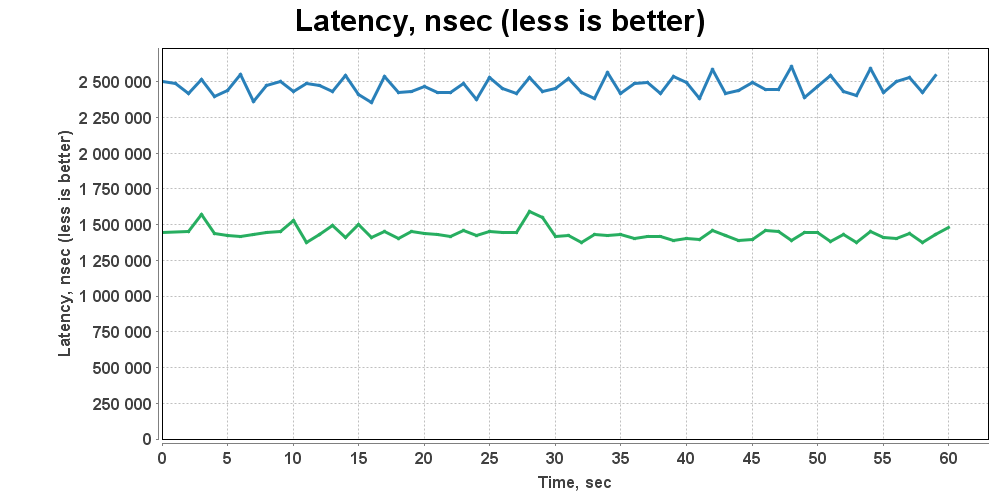 Latency, nsec (less is better)
Latency, nsec (less is better)
2 500 000
2 250 000
2 000 000
1 750 000
1 500 000
1 250 000
1 000 000
750 000
500 000
250 000
0
0 5 10 15 20 25 30 35 40 45 50 55 60
Time, sec